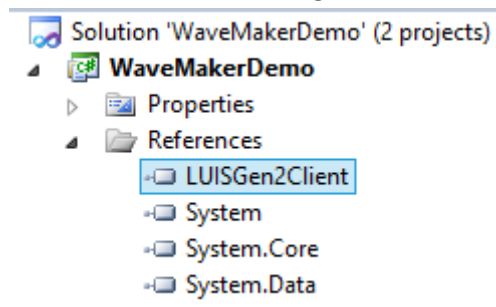 Solution 'WaveMakerDemo' (2 projects)
WaveMakerDemo
Properties
References
LUISGen2Client
System
System.Core
System.Data